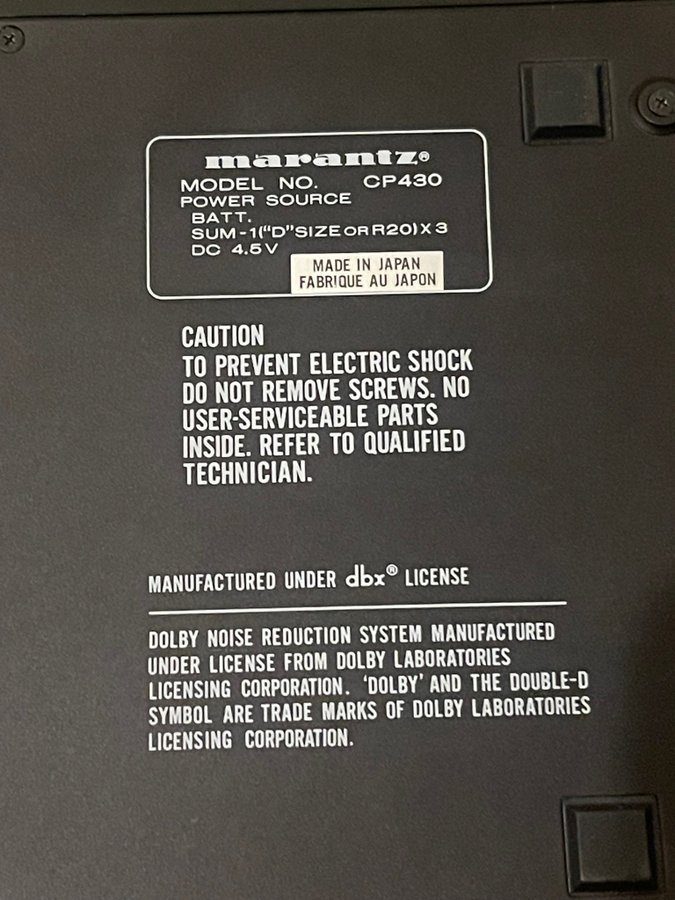 marantz®
MODEL NO. CP430
POWER SOURCE
BATT.
SUM-1("D"SIZE OR R20) X 3
DC 4.5V
MADE IN JAPAN
FABRIQUE AU JAPON
CAUTION
TO PREVENT ELECTRIC SHOCK
DO NOT REMOVE SCREWS. NO
USER-SERVICEABLE PARTS
INSIDE. REFER TO QUALIFIED
TECHNICIAN.
MANUFACTURED UNDER dbx® LICENSE
DOLBY NOISE REDUCTION SYSTEM MANUFACTURED
UNDER LICENSE FROM DOLBY LABORATORIES
LICENSING CORPORATION. 'DOLBY' AND THE DOUBLE-D
SYMBOL ARE TRADE MARKS OF DOLBY LABORATORIES
LICENSING CORPORATION.